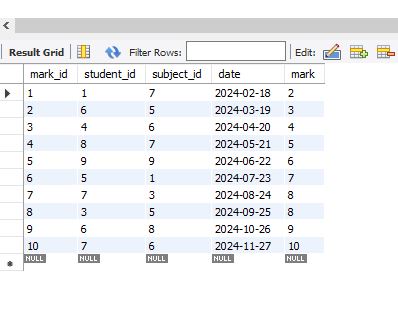 Result Grid Filter Rows: Edit:
mark_id student_id subject_id date mark
1 1 7 2024-02-18 2
2 6 5 2024-03-19 3
3 4 6 2024-04-20 4
4 8 7 2024-05-21 5
5 9 9 2024-06-22 6
6 5 1 2024-07-23 7
7 7 3 2024-08-24 8
8 3 5 2024-09-25 8
9 6 8 2024-10-26 9
10 7 6 2024-11-27 10
NULL NULL NULL NULL NULL